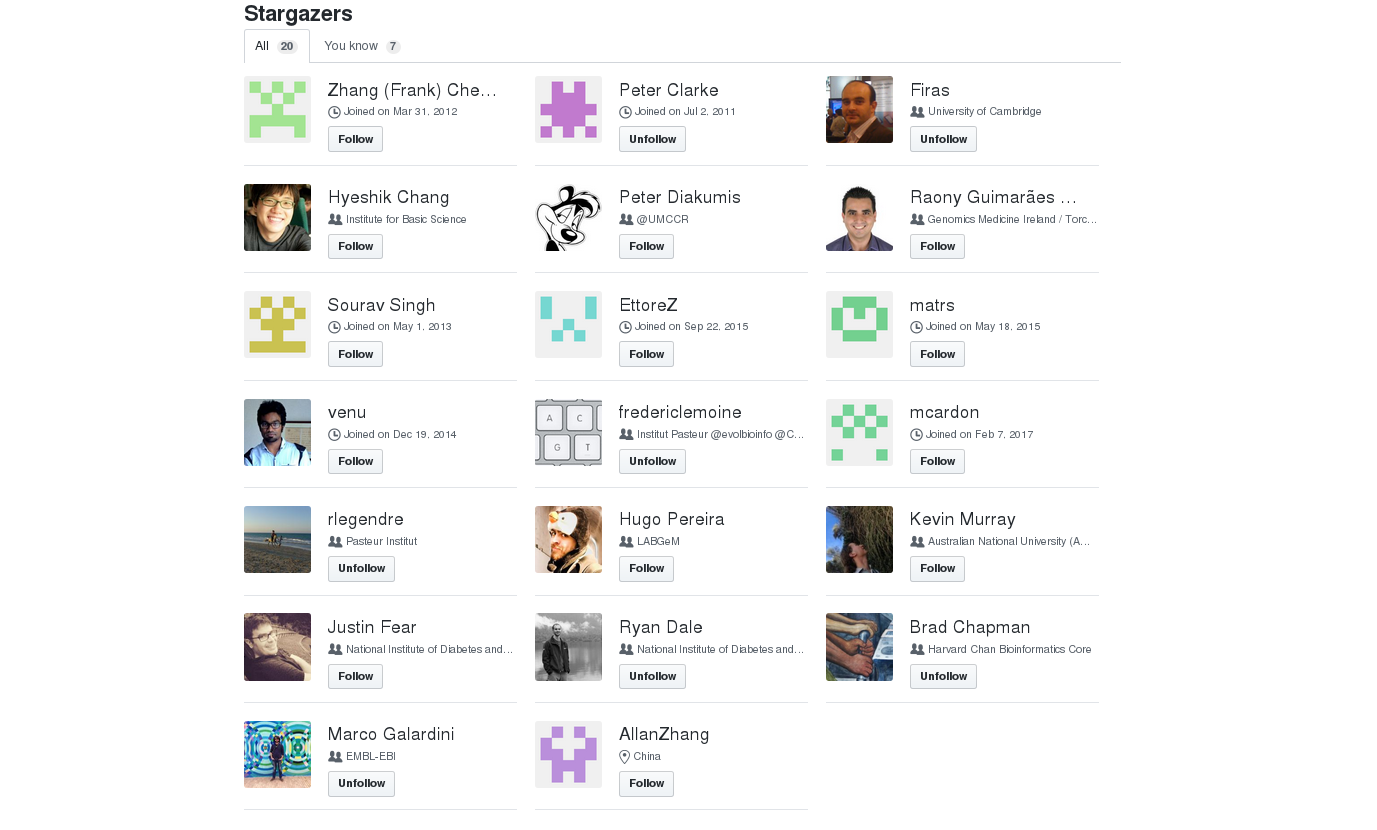 Stargazers
All 20 You know 7
Zhang (Frank) Che...
Joined on Mar 31, 2012
Follow
Peter Clarke
Joined on Jul 2, 2011
Unfollow
Firas
University of Cambridge
Unfollow
Hyeshik Chang
Institute for Basic Science
Follow
Peter Diakumis
@UMCCR
Follow
Raony Guimarães ...
Genomics Medicine Ireland / Torc...
Follow
Sourav Singh
Joined on May 1, 2013
Follow
EttoreZ
Joined on Sep 22, 2015
Follow
matrs
Joined on May 18, 2015
Follow
venu
Joined on Dec 19, 2014
Follow
A C
G T
fredericlemoine
Institut Pasteur @evolbioinfo @C...
Unfollow
mcardon
Joined on Feb 7, 2017
Follow
rlegendre
Pasteur Institut
Unfollow
Hugo Pereira
LABGeM
Follow
Kevin Murray
Australian National University (A...
Follow
Justin Fear
National Institute of Diabetes and...
Follow
Ryan Dale
National Institute of Diabetes and...
Unfollow
Brad Chapman
Harvard Chan Bioinformatics Core
Unfollow
Marco Galardini
EMBL-EBI
Unfollow
AllanZhang
China
Follow